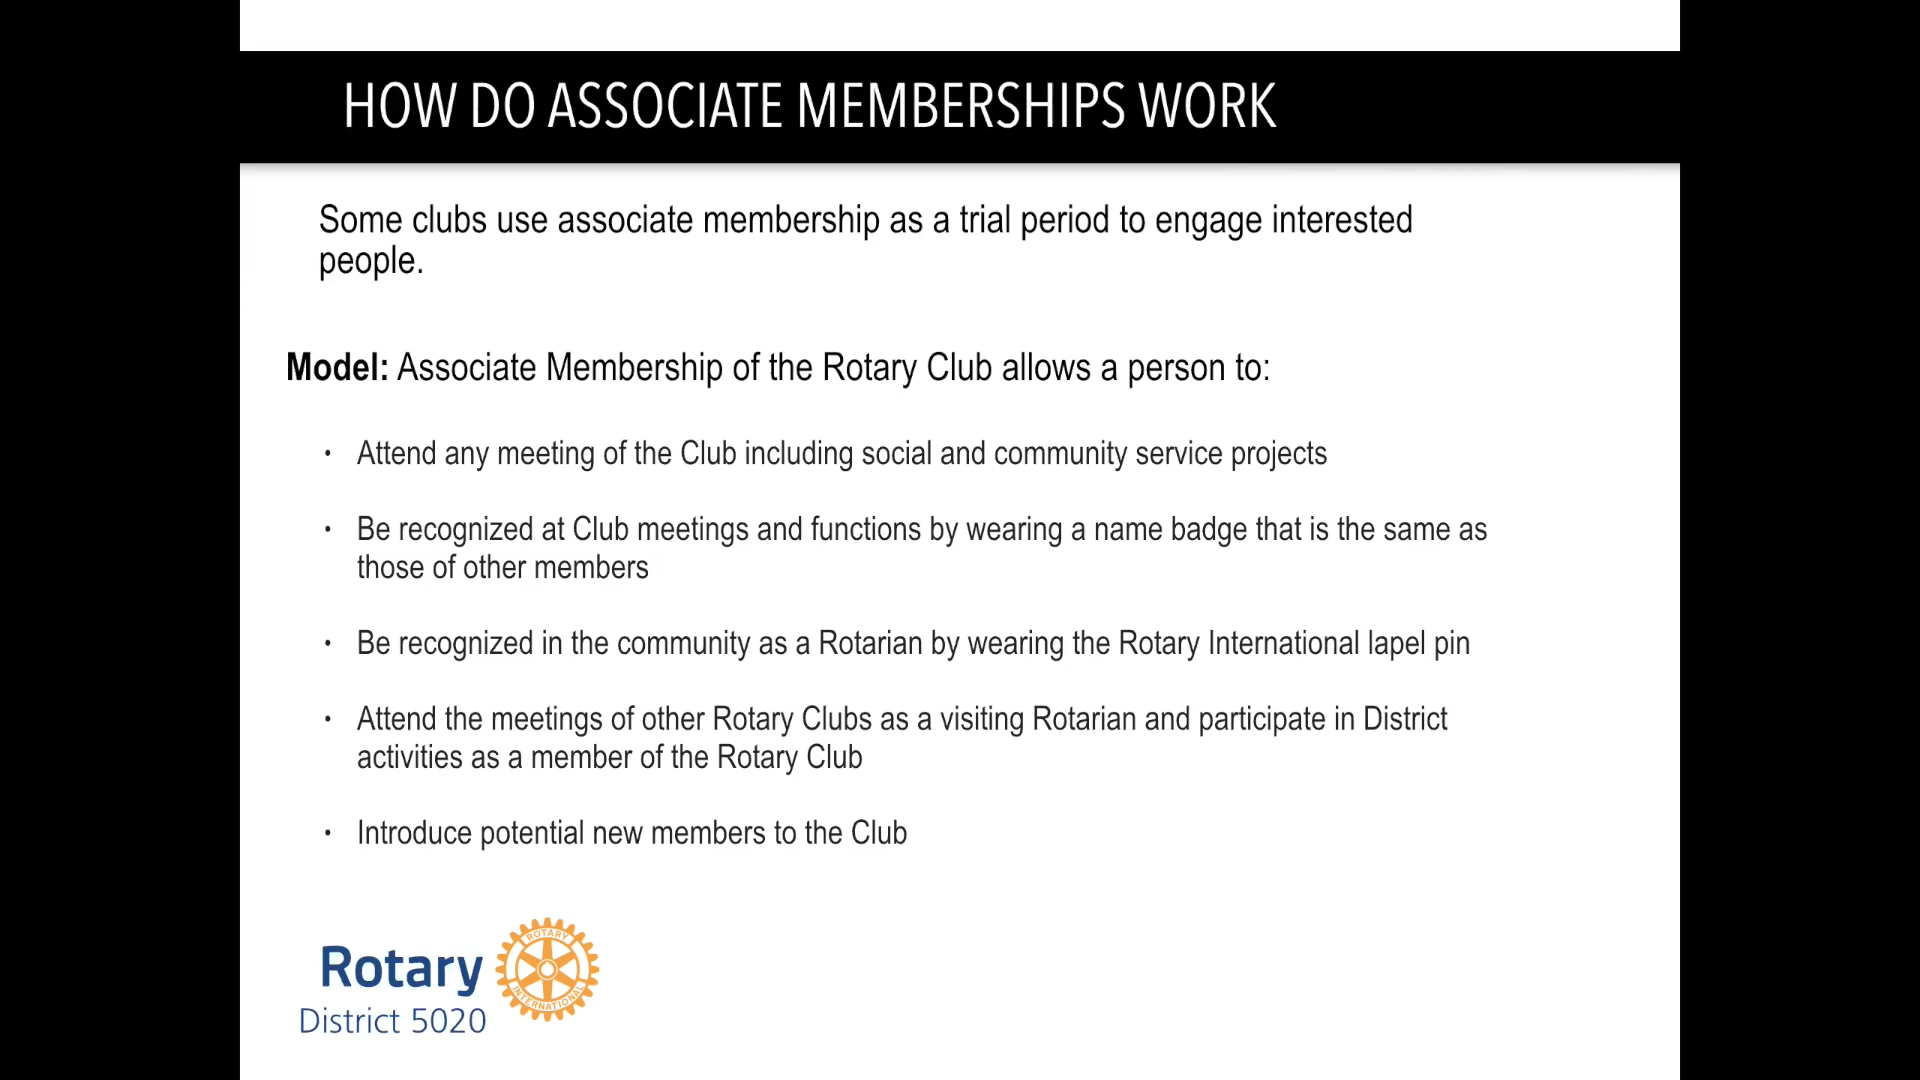 HOW DO ASSOCIATE MEMBERSHIPS WORK
Some clubs use associate membership as a trial period to engage interested
people.
Model: Associate Membership of the Rotary Club allows a person to:
• Attend any meeting of the Club including social and community service projects
• Be recognized at Club meetings and functions by wearing a name badge that is the same as
those of other members
• Be recognized in the community as a Rotarian by wearing the Rotary International lapel pin
• Attend the meetings of other Rotary Clubs as a visiting Rotarian and participate in District
activities as a member of the Rotary Club
• Introduce potential new members to the Club
Rotary
District 5020
ROTARY
INTERNATIONAL